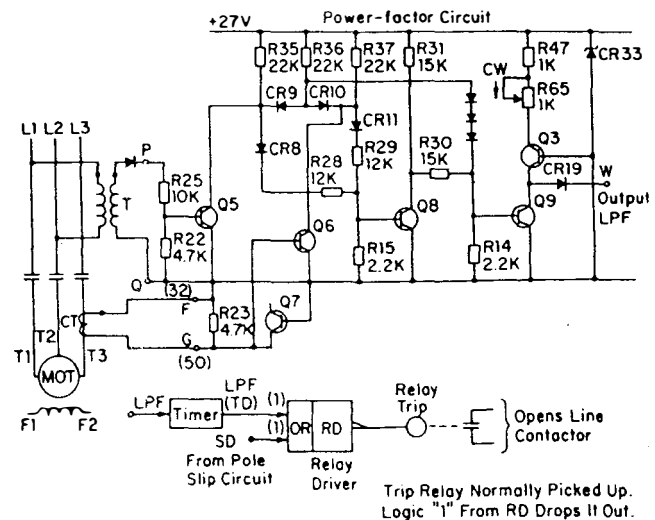 Power-factor Circuit
+27V
R35
22K
R36
22K
R37
22K
R31
15K
R47
1K
CR33
CW
R65
1K
CR9
CR10
L1 L2 L3
P
CR8
CR11
R29
12K
R30
15K
Q3
R28
12K
CR19
W
Output
LPF
R25
10K
T
Q5
Q6
Q8
Q9
R22
4.7K
R15
2.2K
R14
2.2K
Q
(32)
F
R23
4.7K
Q7
CT
T1
T2
T3
G
(50)
MOT
F1 F2
LPF
Timer
LPF
(TD)
(1)
(1)
OR
RD
SD
From Pole
Slip Circuit
Relay
Driver
Relay
Trip
Opens Line
Contactor
Trip Relay Normally Picked Up.
Logic "1" From RD Drops It Out.